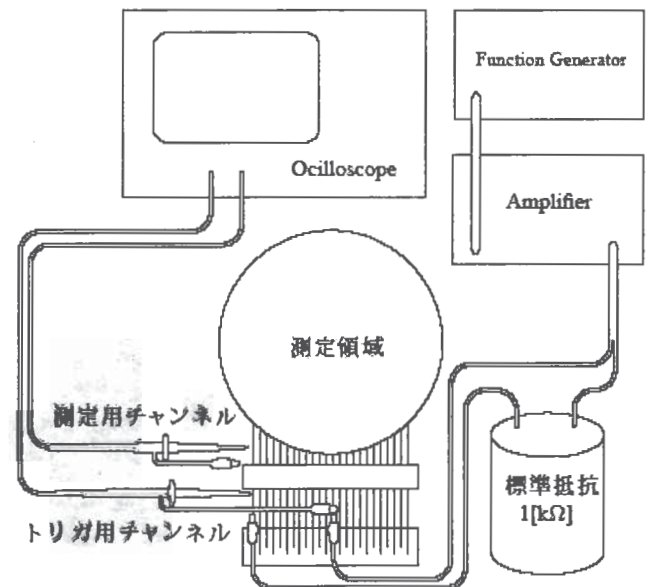 Function Generator
Ocilloscope
Amplifier
測定領域
測定用チャンネル
標準抵抗
1[kΩ]
トリガ用チャンネル